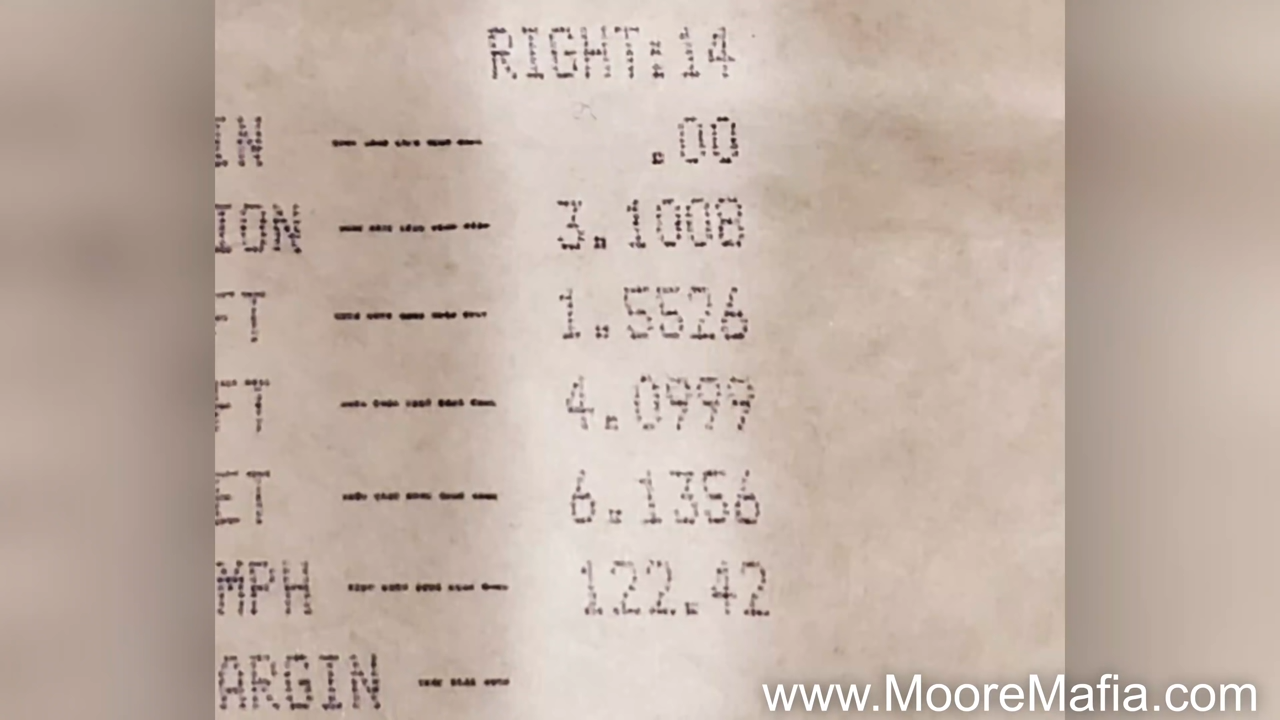 RIGHT:14
IN ----- .00
ION ----- 3.1008
FT ----- 1.5526
FT ----- 4.0999
ET ----- 6.1356
MPH ----- 122.42
ARGIN ---
www.MooreMafia.com